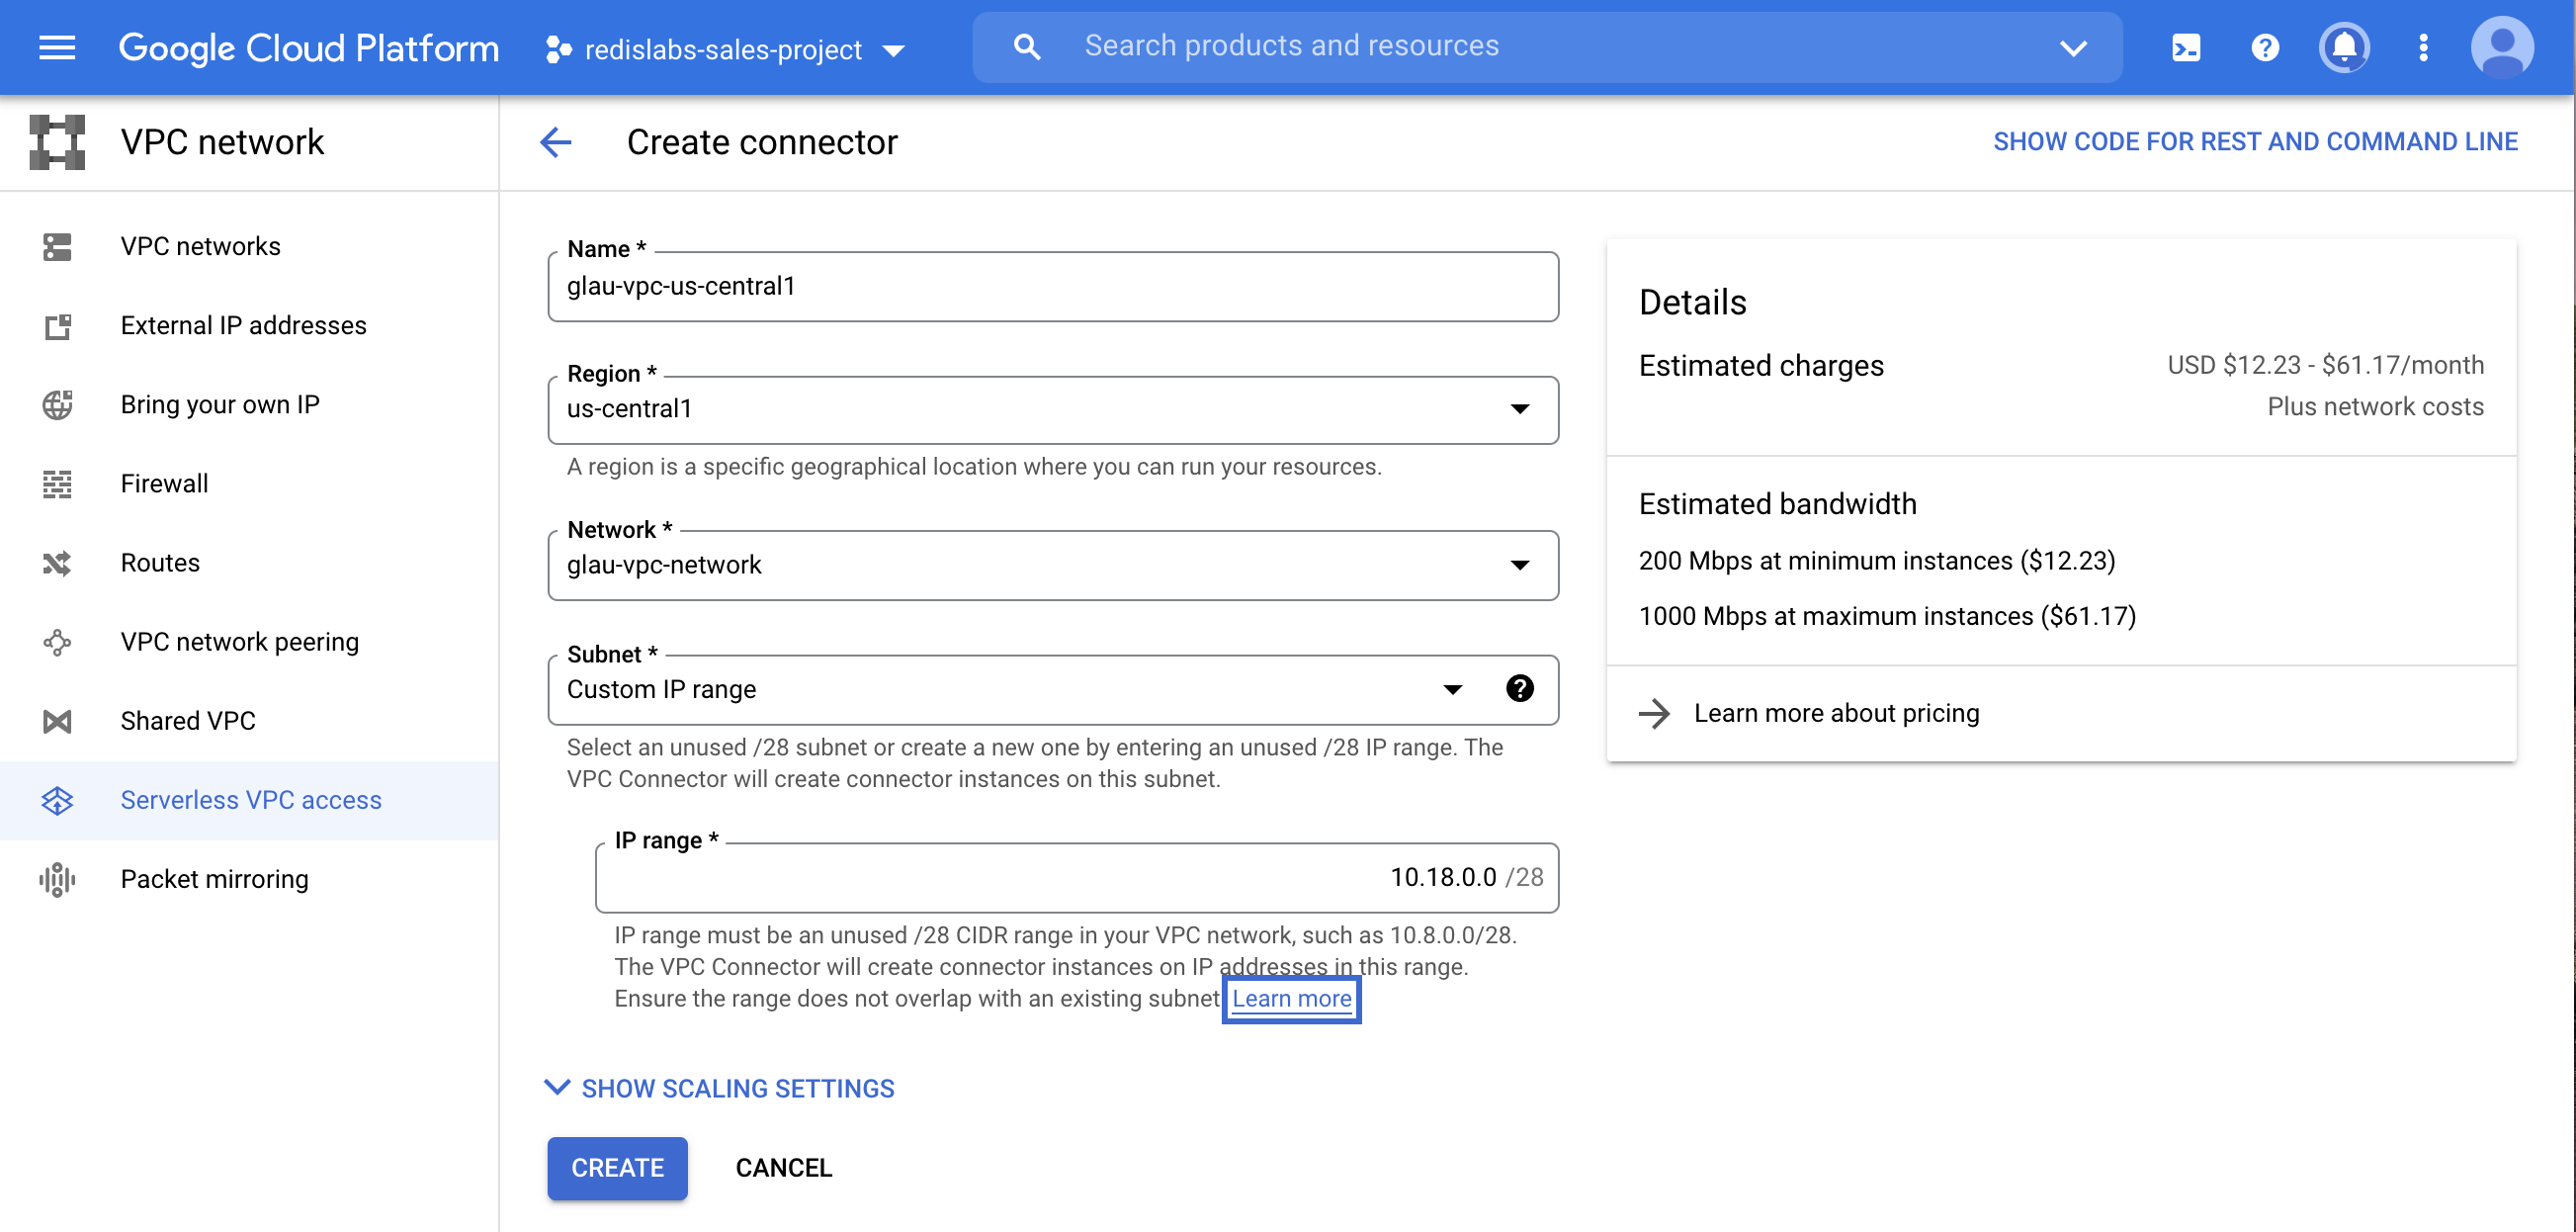 Google Cloud Platform
redislabs-sales-project
Search products and resources
VPC network
Create connector
SHOW CODE FOR REST AND COMMAND LINE
VPC networks
External IP addresses
Bring your own IP
Firewall
Routes
VPC network peering
Shared VPC
Serverless VPC access
Packet mirroring
Name *
glau-vpc-us-central1
Region *
us-central1
A region is a specific geographical location where you can run your resources.
Network *
glau-vpc-network
Subnet *
Custom IP range
Select an unused /28 subnet or create a new one by entering an unused /28 IP range. The
VPC Connector will create connector instances on this subnet.
IP range *
10.18.0.0 /28
IP range must be an unused /28 CIDR range in your VPC network, such as 10.8.0.0/28.
The VPC Connector will create connector instances on IP addresses in this range.
Ensure the range does not overlap with an existing subnet Learn more
SHOW SCALING SETTINGS
CREATE
CANCEL
Details
Estimated charges
USD $12.23 - $61.17/month
Plus network costs
Estimated bandwidth
200 Mbps at minimum instances ($12.23)
1000 Mbps at maximum instances ($61.17)
Learn more about pricing